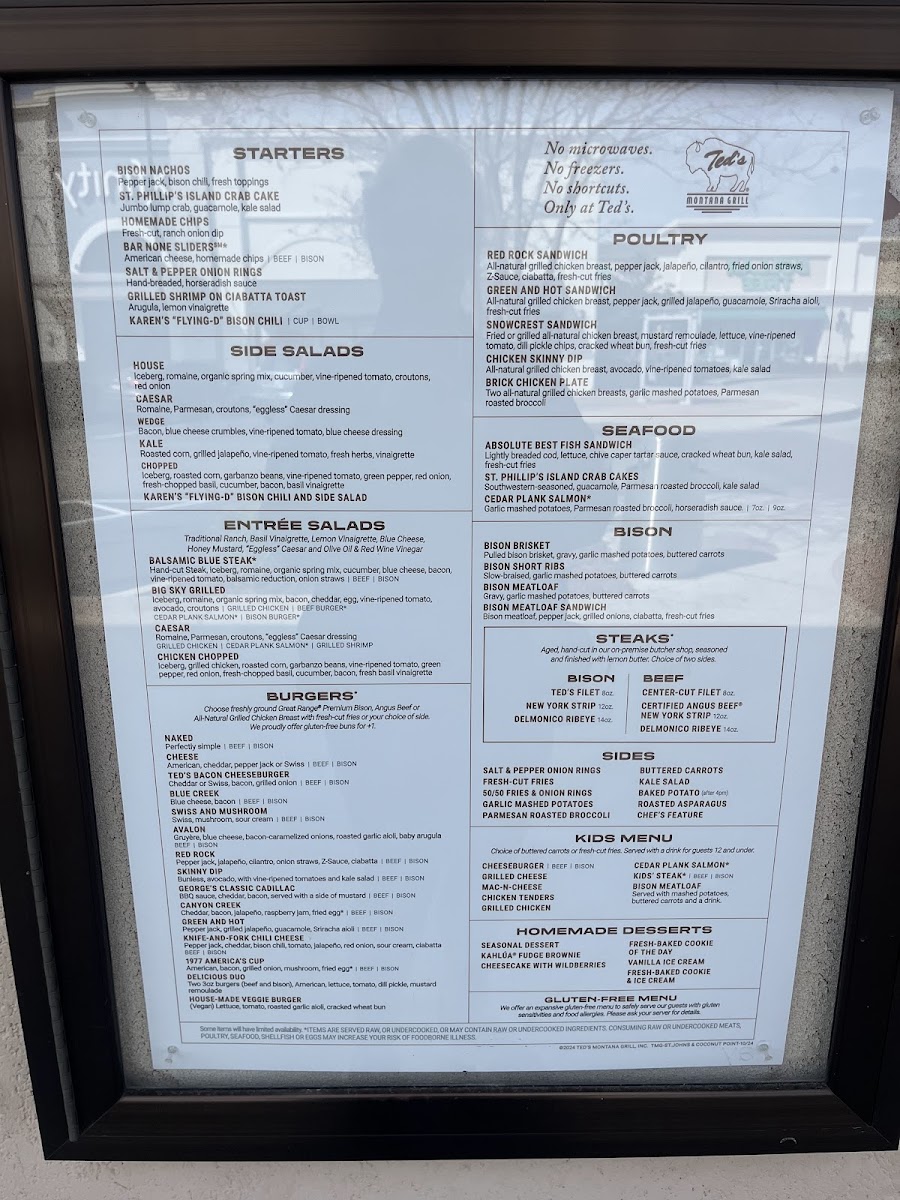 STARTERS
BISON NACHOS
Pepper jack, bison chili, fresh toppings
ST. PHILLIP'S ISLAND CRAB CAKE
Jumbo lump crab, guacamole, kale salad
HOMEMADE CHIPS
Fresh-cut, ranch onion dip
BAR NONE SLIDERS℠*
American cheese, homemade chips | BEEF | BISON
SALT & PEPPER ONION RINGS
Hand-breaded, horseradish sauce
GRILLED SHRIMP ON CIABATTA TOAST
Arugula, lemon vinaigrette
KAREN'S "FLYING-D" BISON CHILI | CUP | BOWL
SIDE SALADS
HOUSE
Iceberg, romaine, organic spring mix, cucumber, vine-ripened tomato, croutons,
red onion
CAESAR
Romaine, Parmesan, croutons, "eggless" Caesar dressing
WEDGE
Bacon, blue cheese crumbles, vine-ripened tomato, blue cheese dressing
KALE
Roasted corn, grilled jalapeño, vine-ripened tomato, fresh herbs, vinaigrette
CHOPPED
Iceberg, roasted corn, garbanzo beans, vine-ripened tomato, green pepper, red onion,
fresh-chopped basil, cucumber, bacon, basil vinaigrette
KAREN'S "FLYING-D" BISON CHILI AND SIDE SALAD
ENTRÉE SALADS
Traditional Ranch, Basil Vinaigrette, Lemon Vinaigrette, Blue Cheese,
Honey Mustard, "Eggless" Caesar and Olive Oil & Red Wine Vinegar
BALSAMIC BLUE STEAK*
Hand-cut Steak, iceberg, romaine, organic spring mix, cucumber, blue cheese, bacon,
vine-ripened tomato, balsamic reduction, onion straws | BEEF | BISON
BIG SKY GRILLED
Iceberg, romaine, organic spring mix, bacon, cheddar, egg, vine-ripened tomato,
avocado, croutons | GRILLED CHICKEN | BEEF BURGER*
CEDAR PLANK SALMON* | BISON BURGER*
CAESAR
Romaine, Parmesan, croutons, "eggless" Caesar dressing
GRILLED CHICKEN | CEDAR PLANK SALMON* | GRILLED SHRIMP
CHICKEN CHOPPED
Iceberg, grilled chicken, roasted corn, garbanzo beans, vine-ripened tomato, green
pepper, red onion, fresh-chopped basil, cucumber, bacon, fresh basil vinaigrette
BURGERS*
Choose freshly ground Great Range® Premium Bison, Angus Beef or
All-Natural Grilled Chicken Breast with fresh-cut fries or your choice of side.
We proudly offer gluten-free buns for +1.
NAKED
Perfectly simple | BEEF | BISON
CHEESE
American, cheddar, pepper jack or Swiss | BEEF | BISON
TED'S BACON CHEESEBURGER
Cheddar or Swiss, bacon, grilled onion | BEEF | BISON
BLUE CREEK
Blue cheese, bacon | BEEF | BISON
SWISS AND MUSHROOM
Swiss, mushroom, sour cream | BEEF | BISON
AVALON
Gruyère, blue cheese, bacon-caramelized onions, roasted garlic aioli, baby arugula
BEEF | BISON
RED ROCK
Pepper jack, jalapeño, cilantro, onion straws, Z-Sauce, ciabatta | BEEF | BISON
SKINNY DIP
Bunless, avocado, with vine-ripened tomatoes and kale salad | BEEF | BISON
GEORGE'S CLASSIC CADILLAC
BBQ sauce, cheddar, bacon, served with a side of mustard | BEEF | BISON
CANYON CREEK
Cheddar, bacon, jalapeño, raspberry jam, fried egg* | BEEF | BISON
GREEN AND HOT
Pepper jack, grilled jalapeño, guacamole, Sriracha aioli | BEEF | BISON
KNIFE-AND-FORK CHILI CHEESE
Pepper jack, cheddar, bison chili, tomato, jalapeño, red onion, sour cream, ciabatta
BEEF | BISON
1977 AMERICA'S CUP
American, bacon, grilled onion, mushroom, fried egg* | BEEF | BISON
DELICIOUS DUO
Two 3oz burgers (beef and bison), American, lettuce, tomato, dill pickle, mustard
remoulade
HOUSE-MADE VEGGIE BURGER
(Vegan) Lettuce, tomato, roasted garlic aioli, cracked wheat bun
No microwaves.
No freezers.
No shortcuts.
Only at Ted's.
Ted's
MONTANA GRILL
POULTRY
RED ROCK SANDWICH
All-natural grilled chicken breast, pepper jack, jalapeño, cilantro, fried onion straws,
Z-Sauce, ciabatta, fresh-cut fries
GREEN AND HOT SANDWICH
All-natural grilled chicken breast, pepper jack, grilled jalapeño, guacamole, Sriracha aioli,
fresh-cut fries
SNOWCREST SANDWICH
Fried or grilled all-natural chicken breast, mustard remoulade, lettuce, vine-ripened
tomato, dill pickle chips, cracked wheat bun, fresh-cut fries
CHICKEN SKINNY DIP
All-natural grilled chicken breast, avocado, vine-ripened tomatoes, kale salad
BRICK CHICKEN PLATE
Two all-natural grilled chicken breasts, garlic mashed potatoes, Parmesan
roasted broccoli
SEAFOOD
ABSOLUTE BEST FISH SANDWICH
Lightly breaded cod, lettuce, chive caper tartar sauce, cracked wheat bun, kale salad,
fresh-cut fries
ST. PHILLIP'S ISLAND CRAB CAKES
Southwestern-seasoned, guacamole, Parmesan roasted broccoli, kale salad
CEDAR PLANK SALMON*
Garlic mashed potatoes, Parmesan roasted broccoli, horseradish sauce. | 7oz. | 9oz.
BISON
BISON BRISKET
Pulled bison brisket, gravy, garlic mashed potatoes, buttered carrots
BISON SHORT RIBS
Slow-braised, garlic mashed potatoes, buttered carrots
BISON MEATLOAF
Gravy, garlic mashed potatoes, buttered carrots
BISON MEATLOAF SANDWICH
Bison meatloaf, pepper jack, grilled onions, ciabatta, fresh-cut fries
STEAKS*
Aged, hand-cut in our on-premise butcher shop, seasoned
and finished with lemon butter. Choice of two sides.
BISON
TED'S FILET 8oz.
NEW YORK STRIP 12oz.
DELMONICO RIBEYE 14oz.
BEEF
CENTER-CUT FILET 8oz.
CERTIFIED ANGUS BEEF®
NEW YORK STRIP 12oz.
DELMONICO RIBEYE 14oz.
SIDES
SALT & PEPPER ONION RINGS
FRESH-CUT FRIES
50/50 FRIES & ONION RINGS
GARLIC MASHED POTATOES
PARMESAN ROASTED BROCCOLI
BUTTERED CARROTS
KALE SALAD
BAKED POTATO (after 4pm)
ROASTED ASPARAGUS
CHEF'S FEATURE
KIDS MENU
Choice of buttered carrots or fresh-cut fries. Served with a drink for guests 12 and under.
CHEESEBURGER | BEEF | BISON
GRILLED CHEESE
MAC-N-CHEESE
CHICKEN TENDERS
GRILLED CHICKEN
CEDAR PLANK SALMON*
KIDS' STEAK* | BEEF | BISON
BISON MEATLOAF
Served with mashed potatoes,
buttered carrots and a drink.
HOMEMADE DESSERTS
SEASONAL DESSERT
KAHLÚA® FUDGE BROWNIE
CHEESECAKE WITH WILDBERRIES
FRESH-BAKED COOKIE
OF THE DAY
VANILLA ICE CREAM
FRESH-BAKED COOKIE
& ICE CREAM
GLUTEN-FREE MENU
We offer an expansive gluten-free menu to safely serve our guests with gluten
sensitivities and food allergies. Please ask your server for details.
Some items will have limited availability. *ITEMS ARE SERVED RAW, OR UNDERCOOKED, OR MAY CONTAIN RAW OR UNDERCOOKED INGREDIENTS. CONSUMING RAW OR UNDERCOOKED MEATS,
POULTRY, SEAFOOD, SHELLFISH OR EGGS MAY INCREASE YOUR RISK OF FOODBORNE ILLNESS.
©2024 TED'S MONTANA GRILL, INC. TMG-ST.JOHNS & COCONUT POINT-10/24